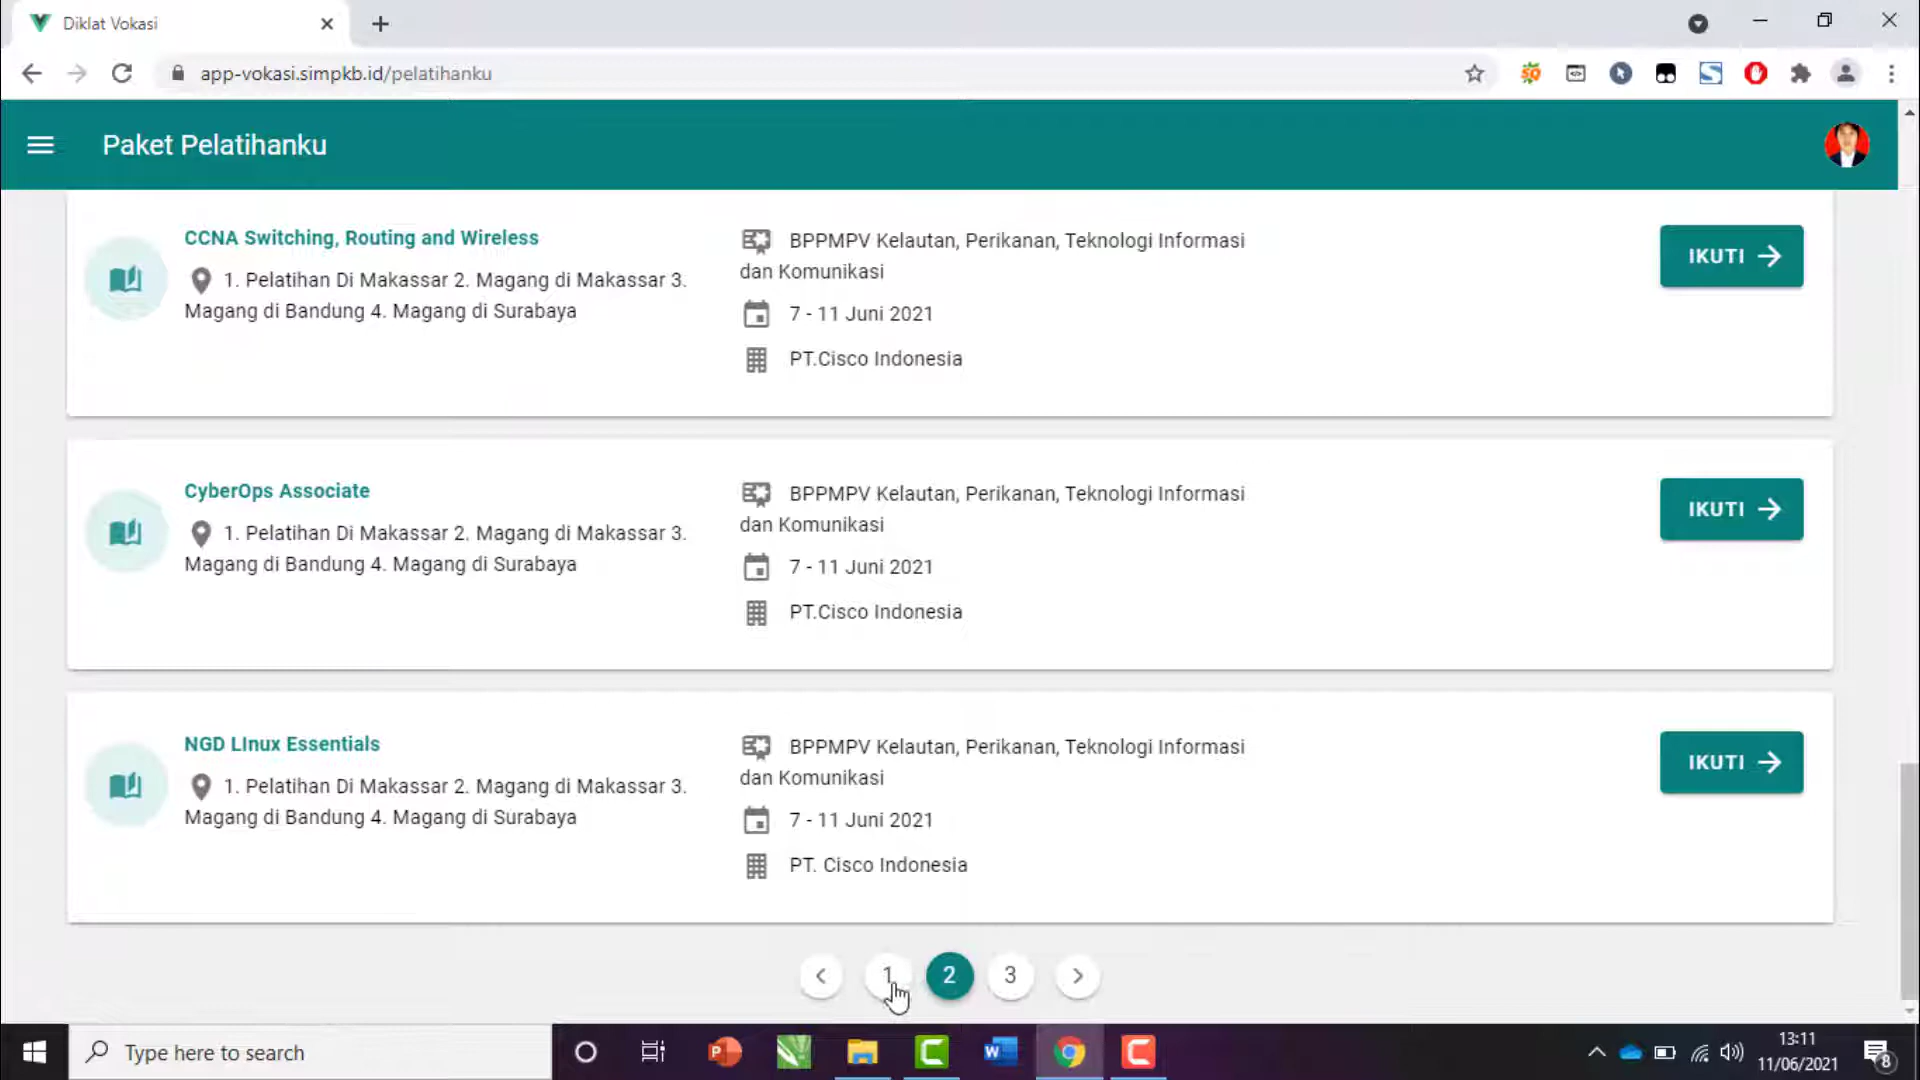 Diklat Vokasi
app-vokasi.simpkb.id/pelatihanku
Paket Pelatihanku
CCNA Switching, Routing and Wireless
1. Pelatihan Di Makassar 2. Magang di Makassar 3.
Magang di Bandung 4. Magang di Surabaya
BPPMPV Kelautan, Perikanan, Teknologi Informasi
dan Komunikasi
7 - 11 Juni 2021
PT.Cisco Indonesia
IKUTI
CyberOps Associate
1. Pelatihan Di Makassar 2. Magang di Makassar 3.
Magang di Bandung 4. Magang di Surabaya
BPPMPV Kelautan, Perikanan, Teknologi Informasi
dan Komunikasi
7 - 11 Juni 2021
PT.Cisco Indonesia
IKUTI
NGD LInux Essentials
1. Pelatihan Di Makassar 2. Magang di Makassar 3.
Magang di Bandung 4. Magang di Surabaya
BPPMPV Kelautan, Perikanan, Teknologi Informasi
dan Komunikasi
7 - 11 Juni 2021
PT. Cisco Indonesia
IKUTI
1 2 3
Type here to search
13:11
11/06/2021
8